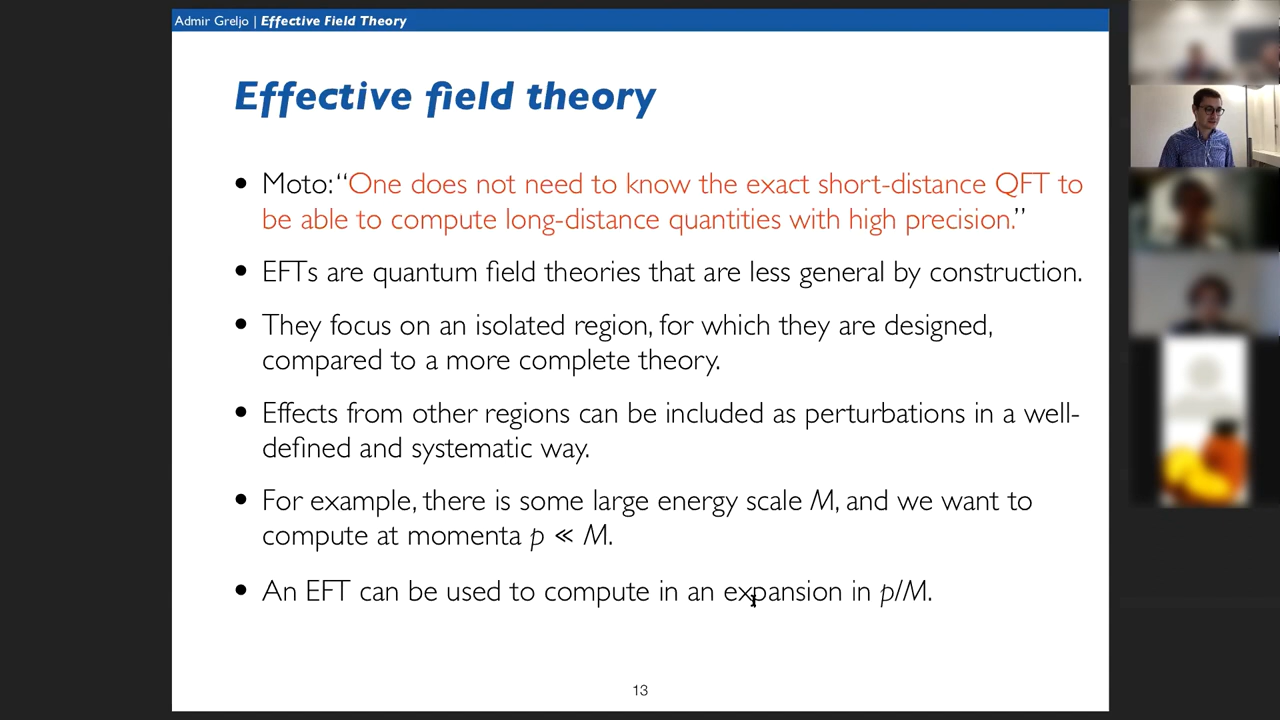 Admir Greljo | Effective Field Theory
Effective field theory
• Moto: “One does not need to know the exact short-distance QFT to
be able to compute long-distance quantities with high precision.”
• EFTs are quantum field theories that are less general by construction.
• They focus on an isolated region, for which they are designed,
compared to a more complete theory.
• Effects from other regions can be included as perturbations in a well-
defined and systematic way.
• For example, there is some large energy scale M, and we want to
compute at momenta p ≪ M.
• An EFT can be used to compute in an expansion in p/M.
13